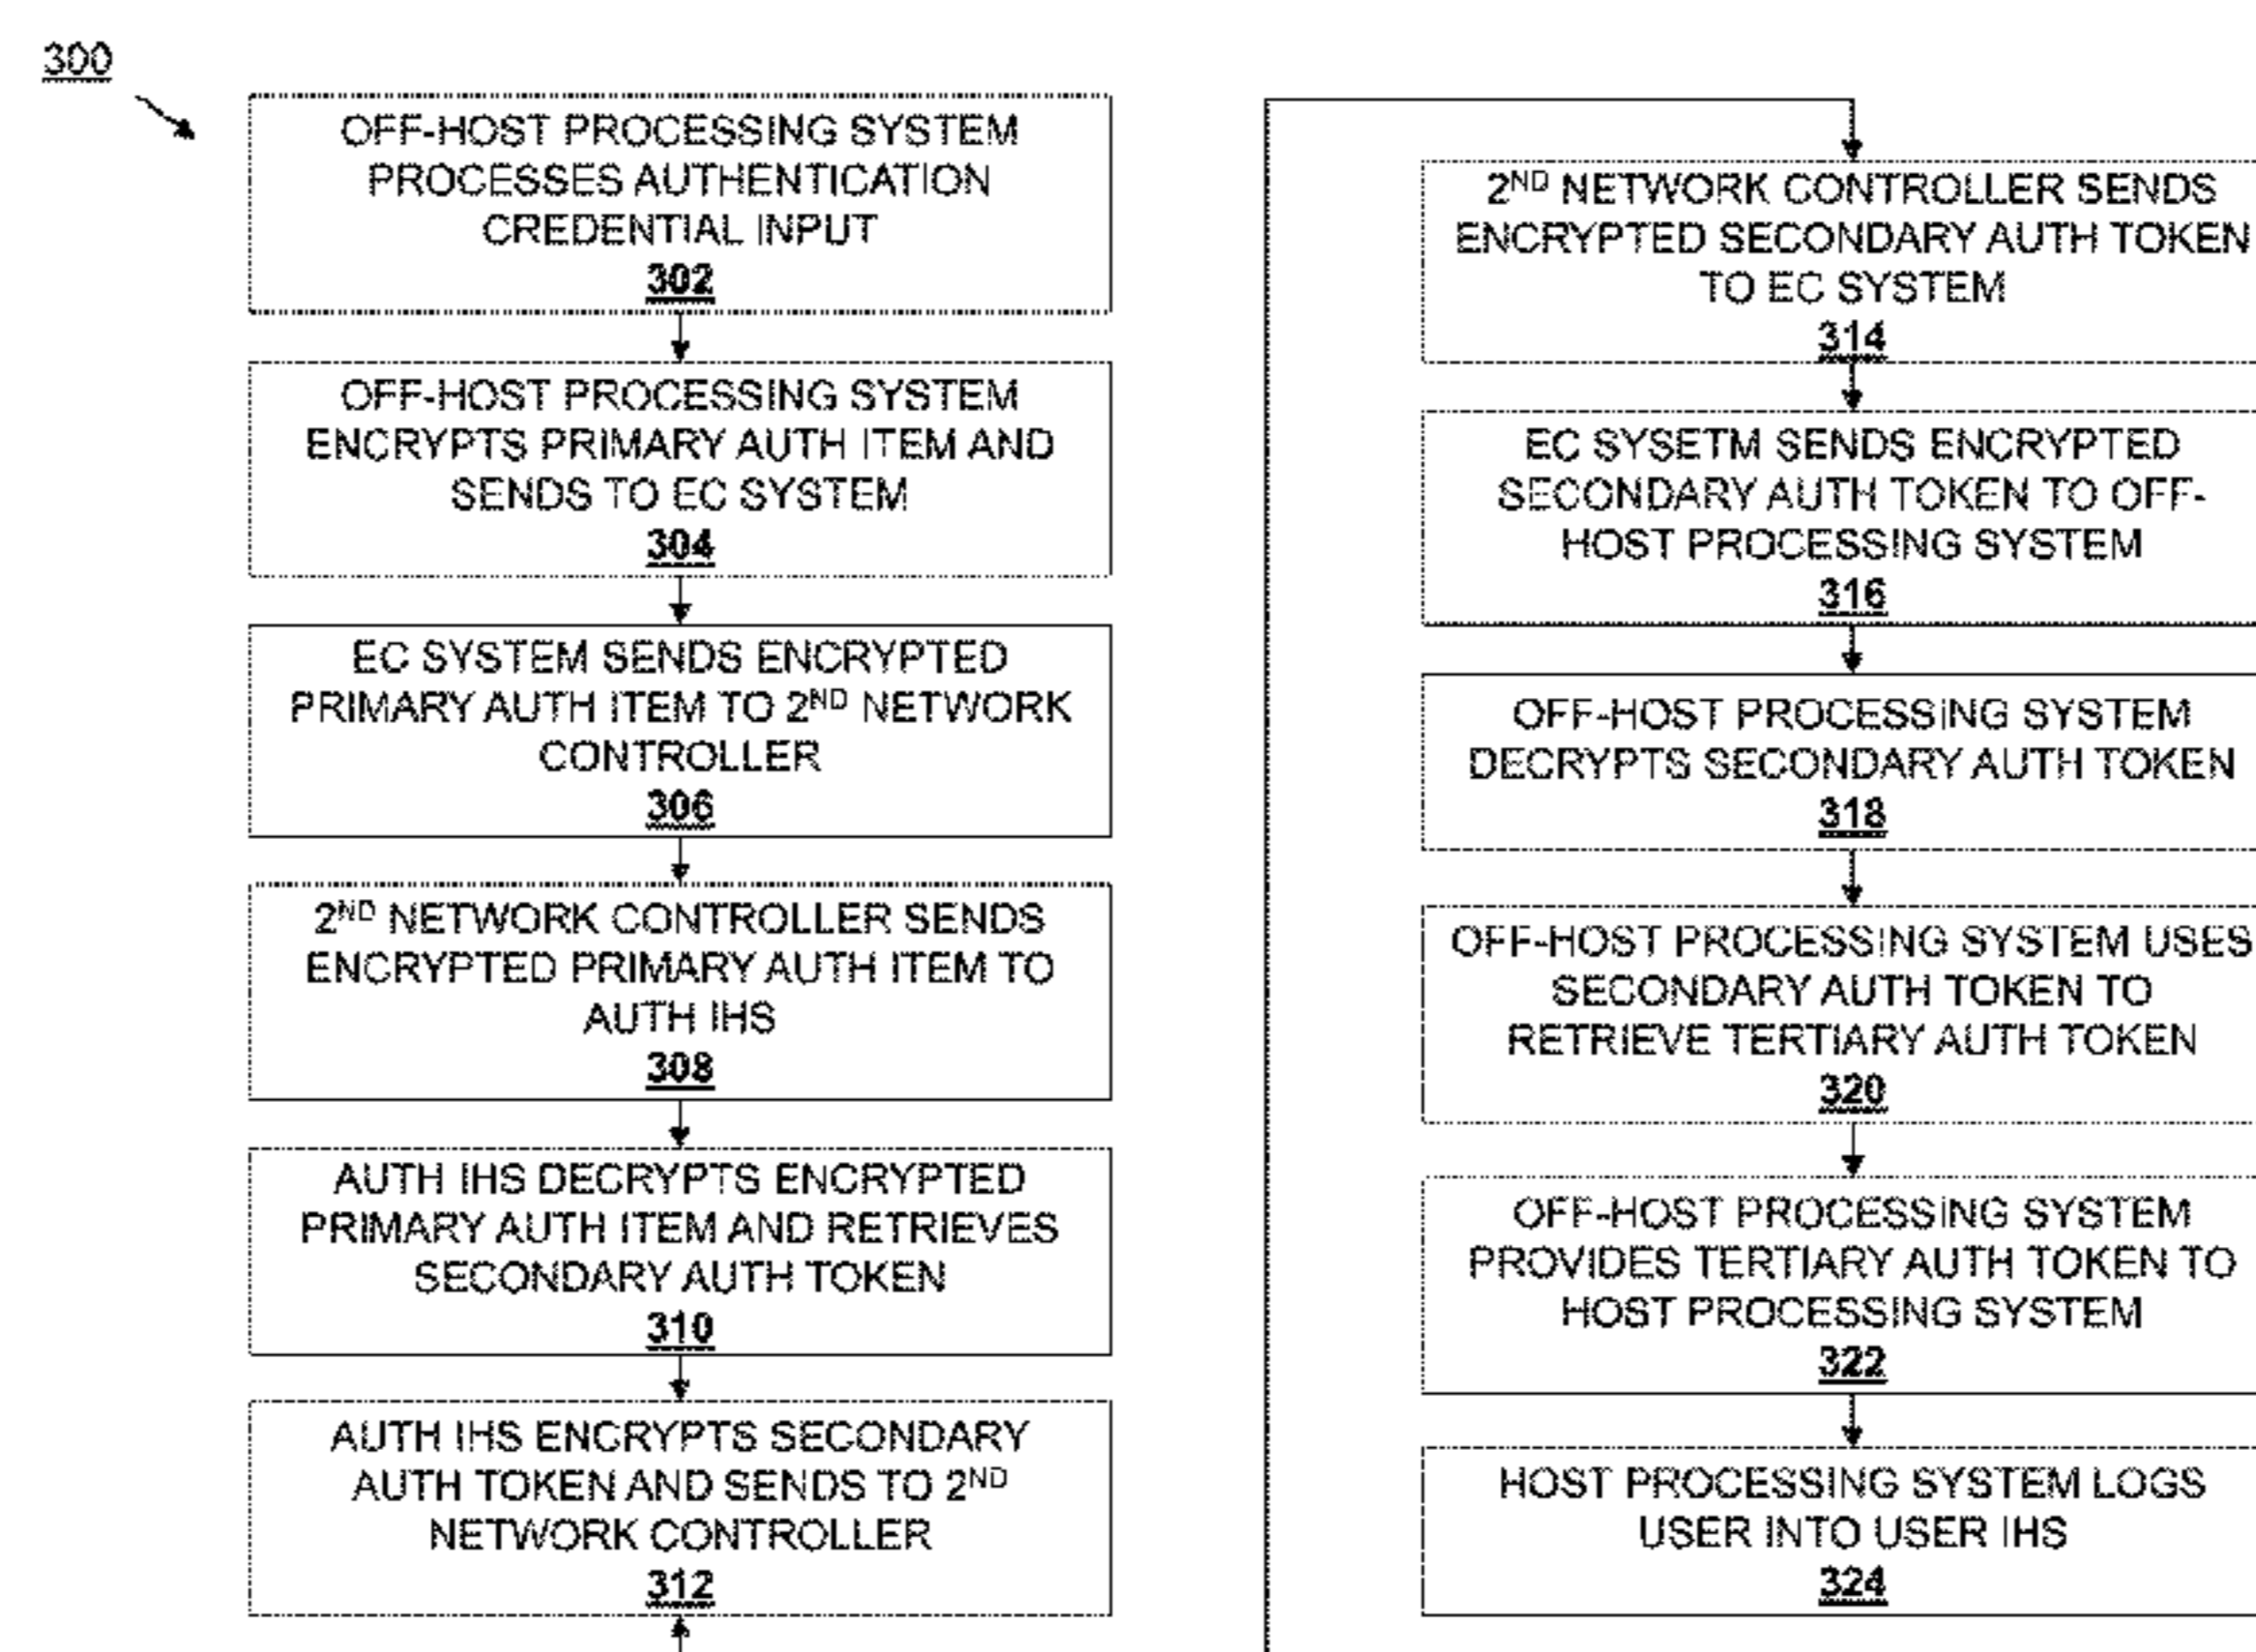 300
OFF-HOST PROCESSING SYSTEM
PROCESSES AUTHENTICATION
CREDENTIAL INPUT
302
OFF-HOST PROCESSING SYSTEM
ENCRYPTS PRIMARY AUTH ITEM AND
SENDS TO EC SYSTEM
304
EC SYSTEM SENDS ENCRYPTED
PRIMARY AUTH ITEM TO 2ND NETWORK
CONTROLLER
306
2ND NETWORK CONTROLLER SENDS
ENCRYPTED PRIMARY AUTH ITEM TO
AUTH IHS
308
AUTH IHS DECRYPTS ENCRYPTED
PRIMARY AUTH ITEM AND RETRIEVES
SECONDARY AUTH TOKEN
310
AUTH IHS ENCRYPTS SECONDARY
AUTH TOKEN AND SENDS TO 2ND
NETWORK CONTROLLER
312
2ND NETWORK CONTROLLER SENDS
ENCRYPTED SECONDARY AUTH TOKEN
TO EC SYSTEM
314
EC SYSETM SENDS ENCRYPTED
SECONDARY AUTH TOKEN TO OFF-
HOST PROCESSING SYSTEM
316
OFF-HOST PROCESSING SYSTEM
DECRYPTS SECONDARY AUTH TOKEN
318
OFF-HOST PROCESSING SYSTEM USES
SECONDARY AUTH TOKEN TO
RETRIEVE TERTIARY AUTH TOKEN
320
OFF-HOST PROCESSING SYSTEM
PROVIDES TERTIARY AUTH TOKEN TO
HOST PROCESSING SYSTEM
322
HOST PROCESSING SYSTEM LOGS
USER INTO USER IHS
324